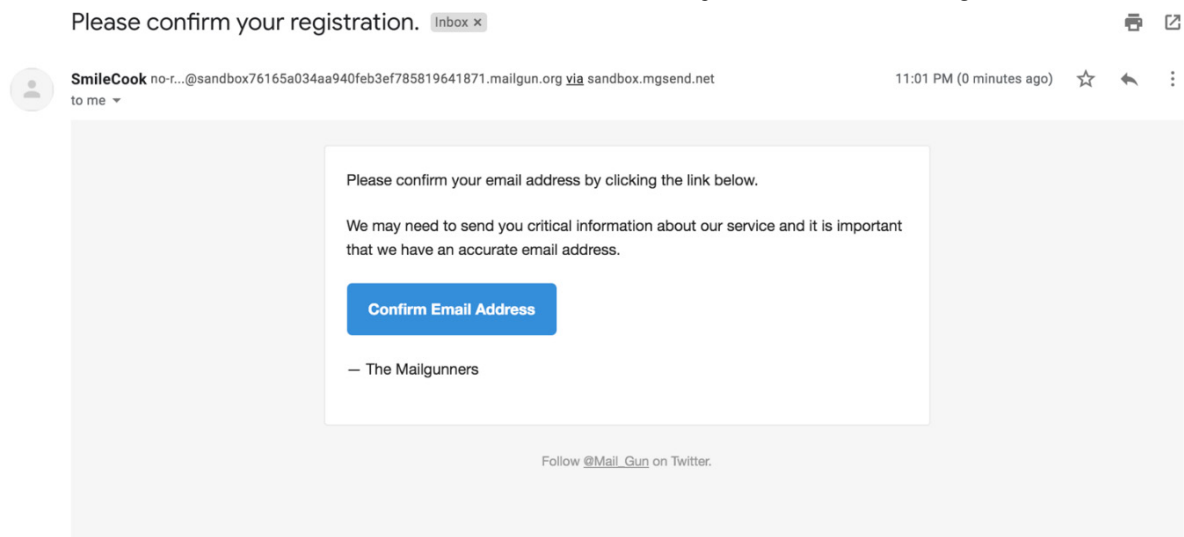 Please confirm your registration. Inbox ×
SmileCook no-r...@sandbox76165a034aa940feb3ef785819641871.mailgun.org via sandbox.mgsend.net 11:01 PM (0 minutes ago)
to me
Please confirm your email address by clicking the link below.
We may need to send you critical information about our service and it is important
that we have an accurate email address.
Confirm Email Address
— The Mailgunners
Follow @Mail_Gun on Twitter.